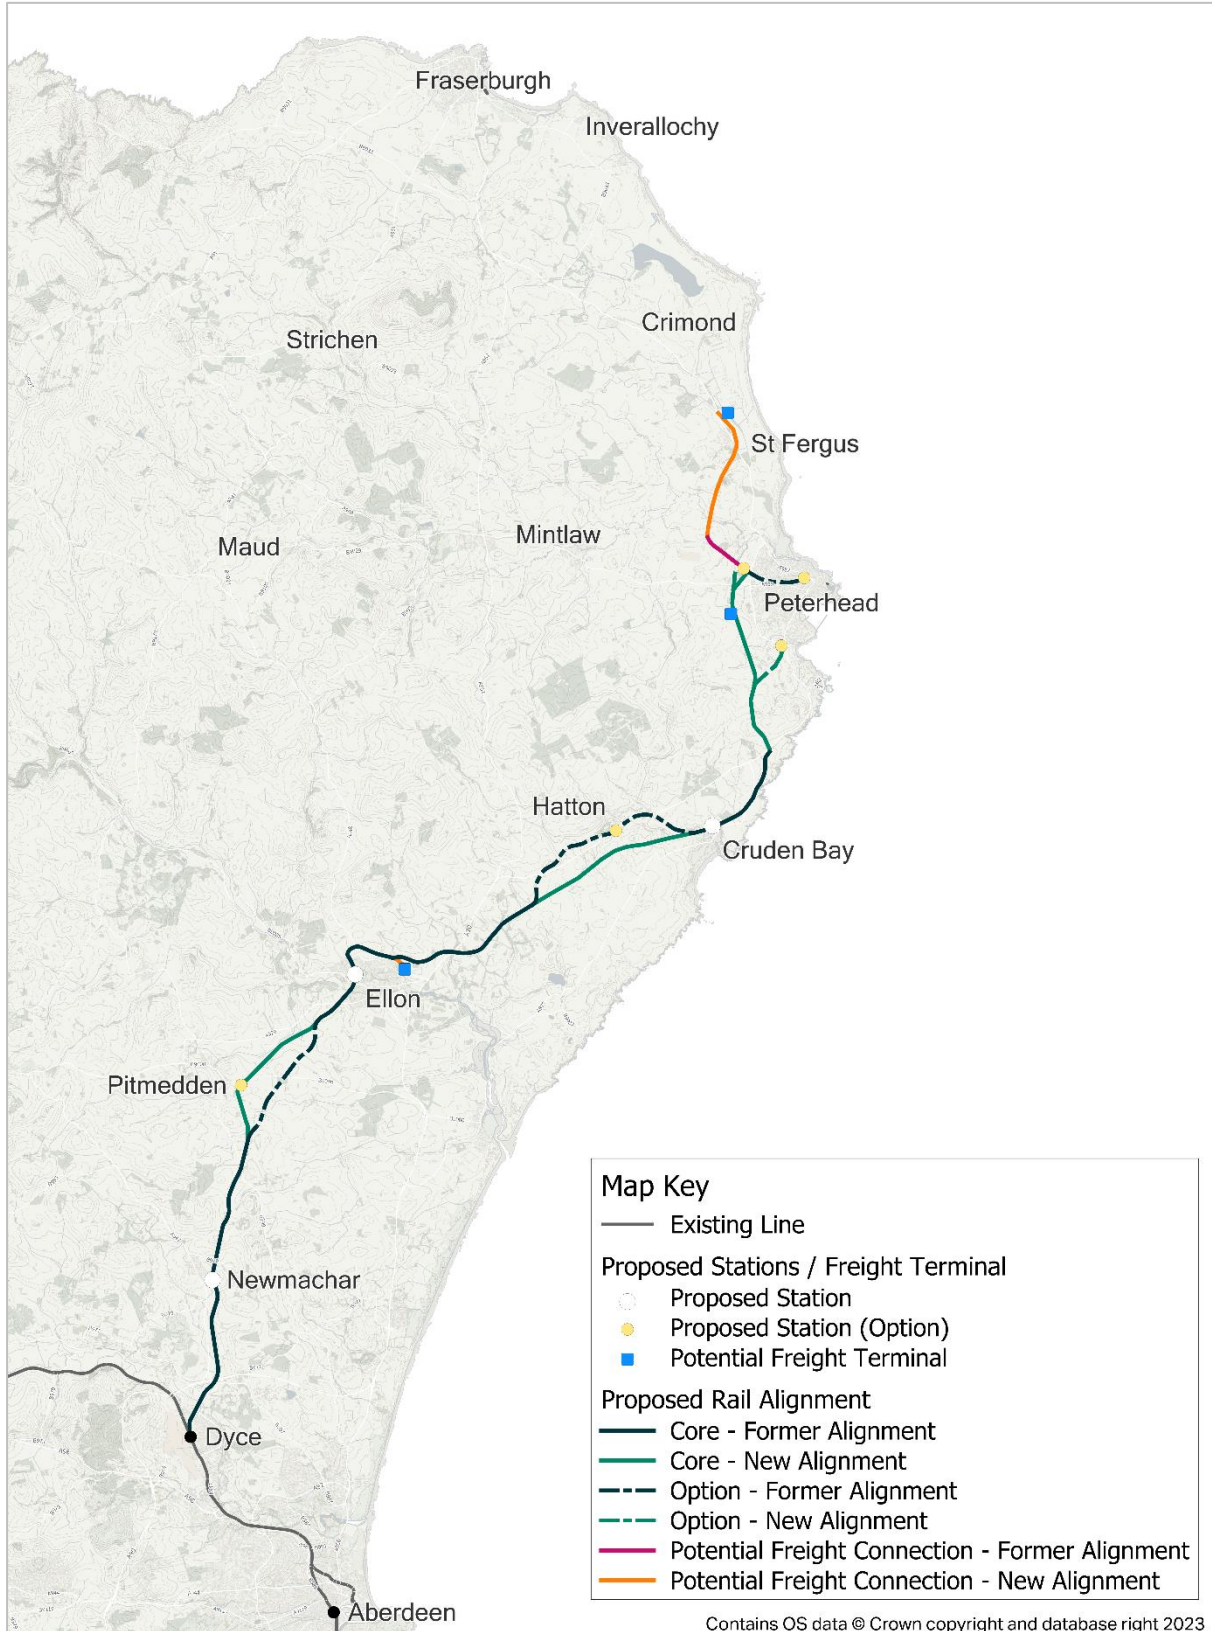 Fraserburgh
Inverallochy
Crimond
Strichen
St Fergus
Mintlaw
Maud
Peterhead
Hatton
Cruden Bay
Ellon
Pitmedden
Newmachar
Dyce
Aberdeen
Map Key
Existing Line
Proposed Stations / Freight Terminal
Proposed Station
Proposed Station (Option)
Potential Freight Terminal
Proposed Rail Alignment
Core - Former Alignment
Core - New Alignment
Option - Former Alignment
Option - New Alignment
Potential Freight Connection - Former Alignment
Potential Freight Connection - New Alignment
Contains OS data © Crown copyright and database right 2023